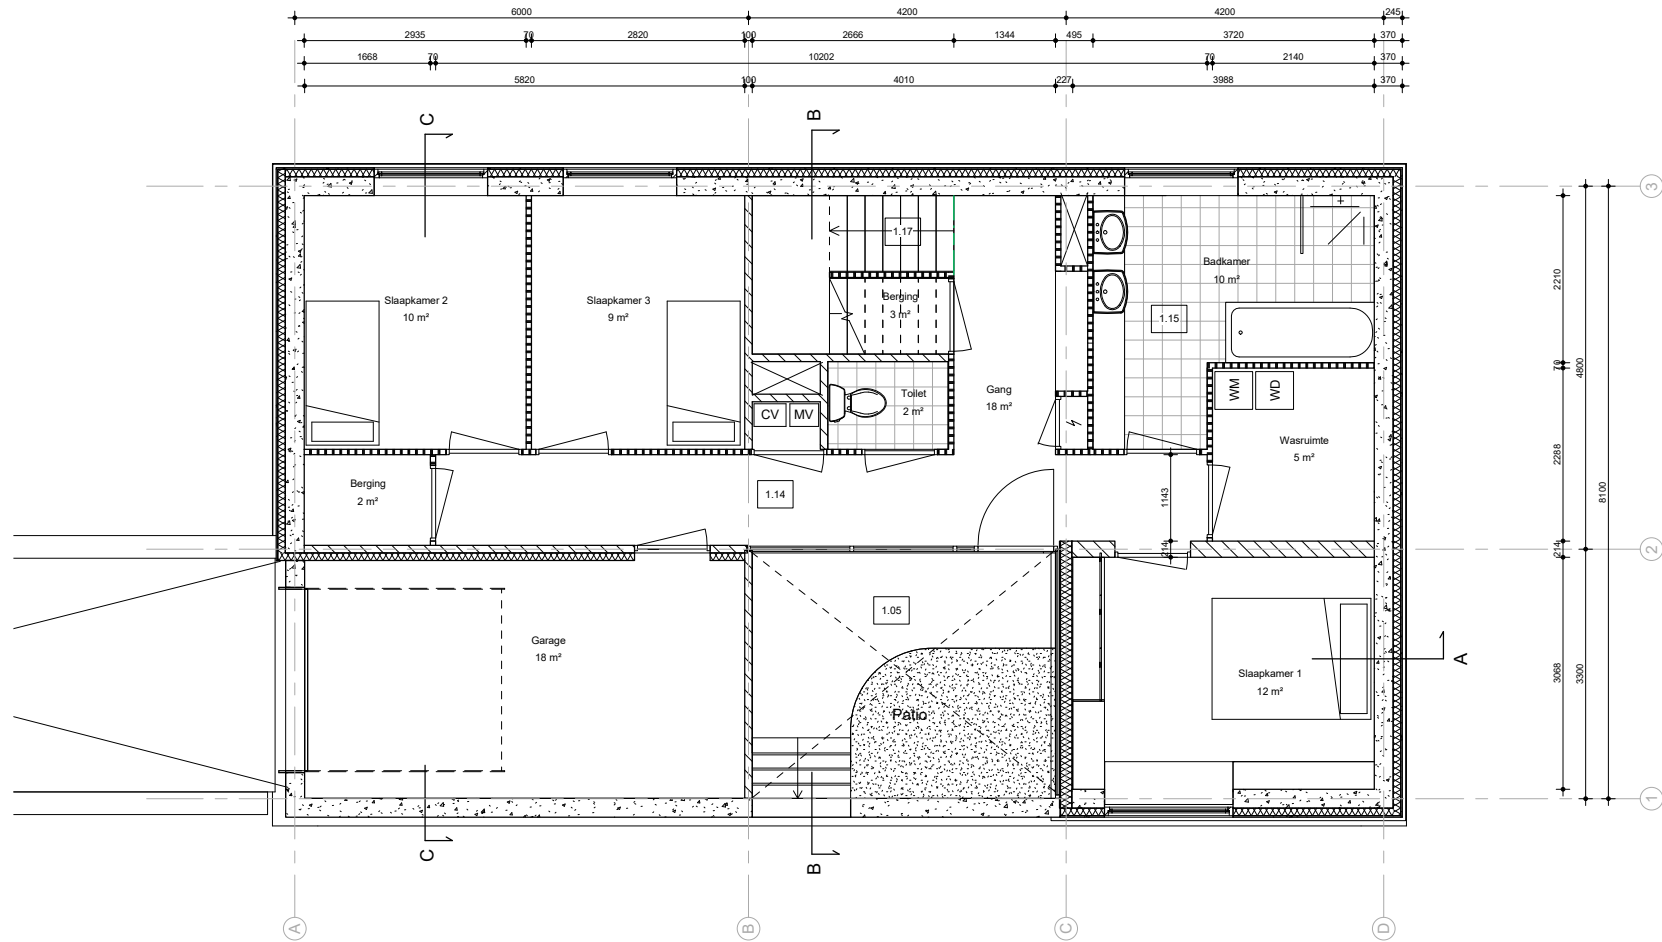 6000 4200 4200 245
2935 70 2820 100 2666 1344 495 3720 370
1668 70 10202 70 2140 370
5820 100 4010 227 3988 370
C
B
3
1.17
Badkamer
10 m²
2210
Slaapkamer 2
10 m²
Slaapkamer 3
9 m²
Berging
3 m²
1.15
70
4800
WM
WD
Gang
18 m²
Toilet
2 m²
CV
MV
Wasruimte
5 m²
2288
Berging
2 m²
1.14
1143
8100
214
214
2
1.05
Garage
18 m²
Slaapkamer 1
12 m²
A
3068
3300
Patio
1
C
B
A
B
C
D